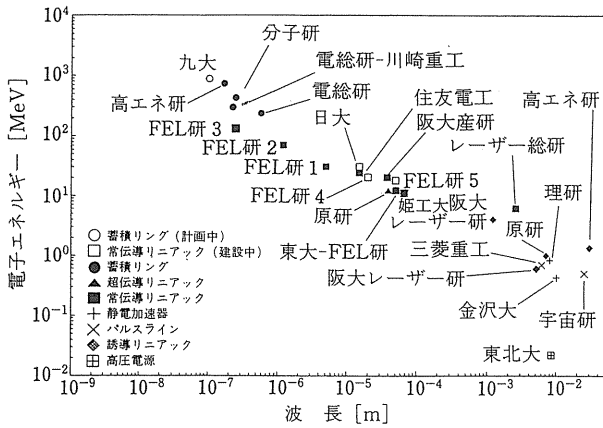 電子エネルギー [MeV]
10⁴
10³
10²
10¹
10⁰
10⁻¹
10⁻²
九大
分子研
電総研-川崎重工
電総研
高エネ研
高エネ研
FEL研3
FEL研2
FEL研1
FEL研4
日大
住友電工
阪大産研
レーザー総研
FEL研5
原研
姫工大
阪大
レーザー研
東大-FEL研
原研
理研
三菱重工
阪大レーザー研
金沢大
宇宙研
東北大
蓄積リング(計画中)
常伝導リニアック(建設中)
蓄積リング
超伝導リニアック
常伝導リニアック
静電加速器
パルスライン
誘導リニアック
高圧電源
10⁻⁹ 10⁻⁸ 10⁻⁷ 10⁻⁶ 10⁻⁵ 10⁻⁴ 10⁻³ 10⁻² 10⁻¹
波 長 [m]